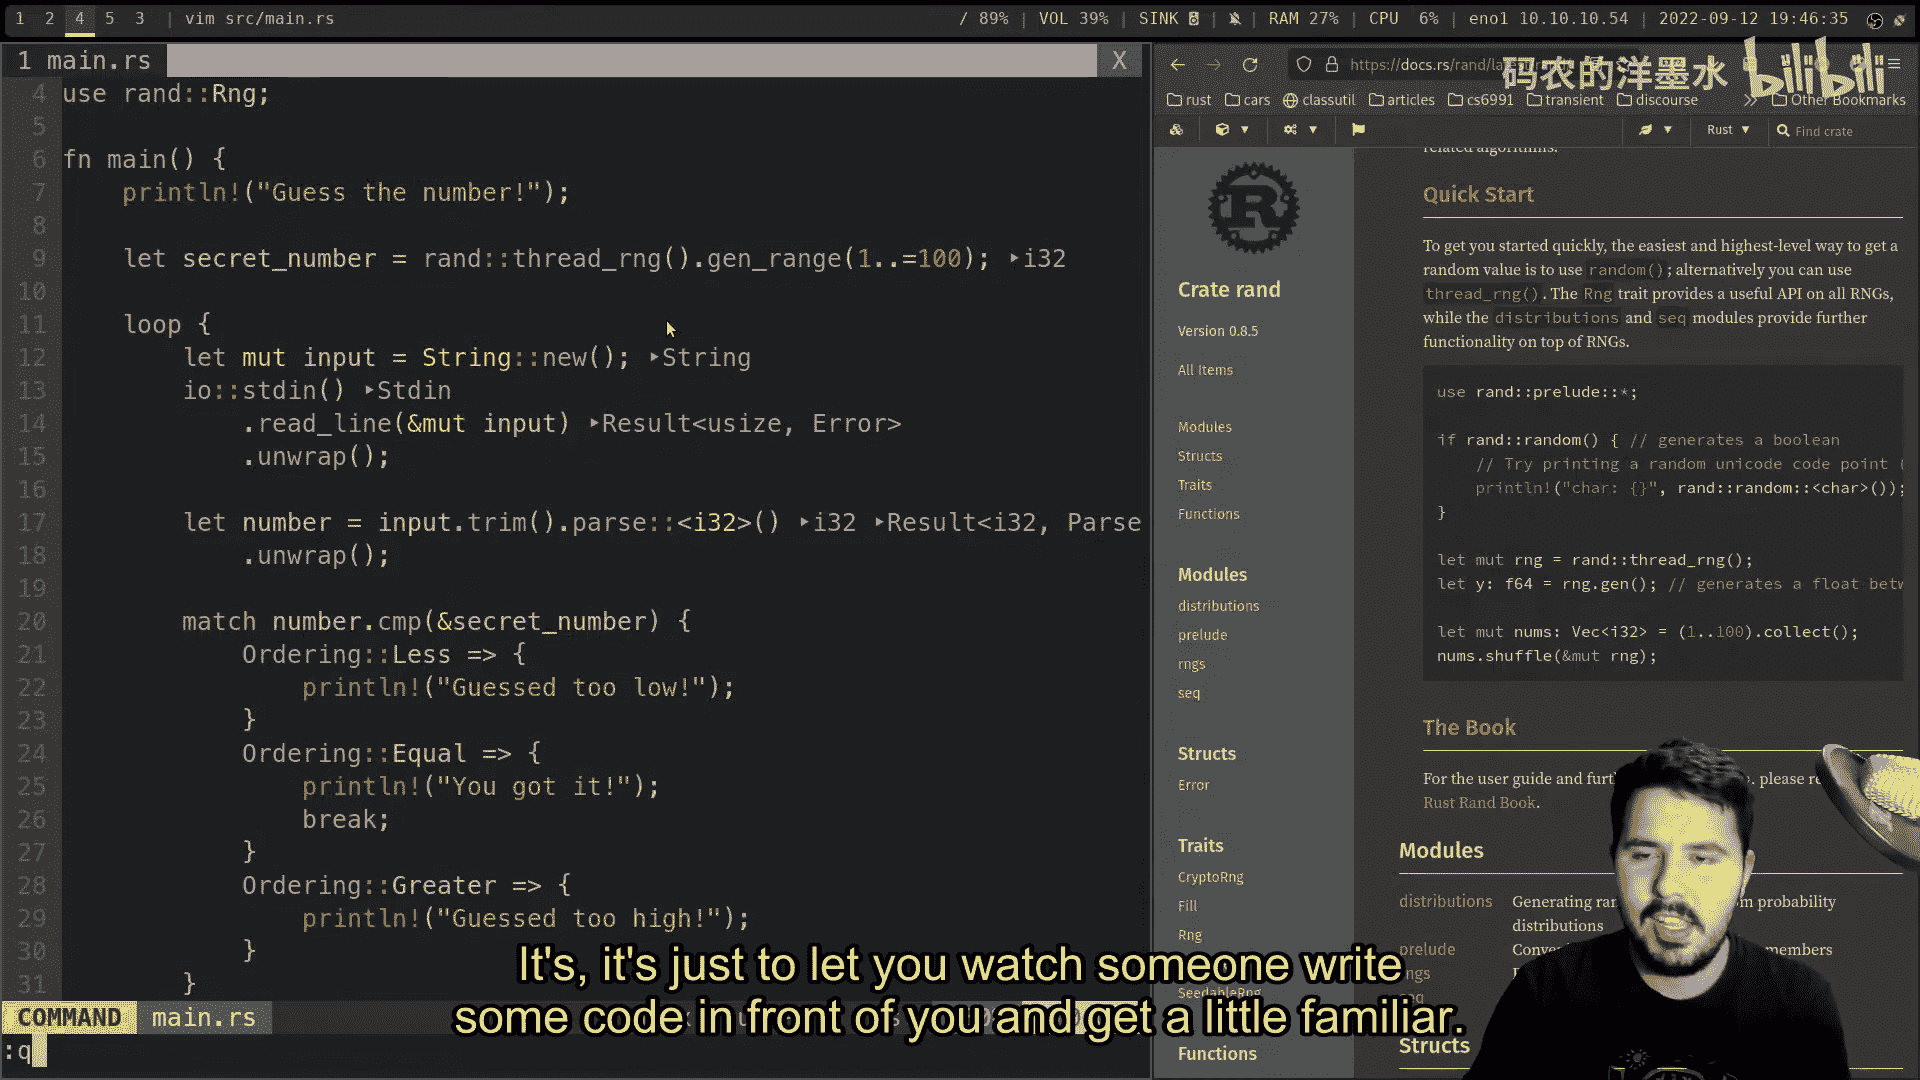 1 2 4 5 3 | vim src/main.rs
/ 89% | VOL 39% | SINK | RAM 27% | CPU 6% | eno1 10.10.10.54 | 2022-09-12 19:46:35
1 main.rs
X
4 use rand::Rng;
5
6 fn main() {
7 println!("Guess the number!");
8
9 let secret_number = rand::thread_rng().gen_range(1..=100); ▸i32
10
11 loop {
12 let mut input = String::new(); ▸String
13 io::stdin() ▸Stdin
14 .read_line(&mut input) ▸Result<usize, Error>
15 .unwrap();
16
17 let number = input.trim().parse::<i32>() ▸i32 ▸Result<i32, Parse
18 .unwrap();
19
20 match number.cmp(&secret_number) {
21 Ordering::Less => {
22 println!("Guessed too low!");
23 }
24 Ordering::Equal => {
25 println!("You got it!");
26 break;
27 }
28 Ordering::Greater => {
29 println!("Guessed too high!");
30 }
31 }
COMMAND main.rs
:q
https://docs.rs/rand/
码农的洋墨水 bilibili
rust cars classutil articles cs6991 transient discourse Other Bookmarks
Rust Find crate
related algorithms.
Crate rand
Version 0.8.5
All Items
Modules
Structs
Traits
Functions
Modules
distributions
prelude
rngs
seq
Structs
Error
Traits
CryptoRng
Fill
Rng
SeedableRng
Functions
Quick Start
To get you started quickly, the easiest and highest-level way to get a
random value is to use random(); alternatively you can use
thread_rng(). The Rng trait provides a useful API on all RNGs,
while the distributions and seq modules provide further
functionality on top of RNGs.
use rand::prelude::*;
if rand::random() { // generates a boolean
// Try printing a random unicode code point
println!("char: {}", rand::random::<char>());
}
let mut rng = rand::thread_rng();
let y: f64 = rng.gen(); // generates a float
let mut nums: Vec<i32> = (1..100).collect();
nums.shuffle(&mut rng);
The Book
For the user guide and please
Rust Rand Book.
Modules
distributions Generating probability
distributions
prelude members
Structs
It's, it's just to let you watch someone write
some code in front of you and get a little familiar.